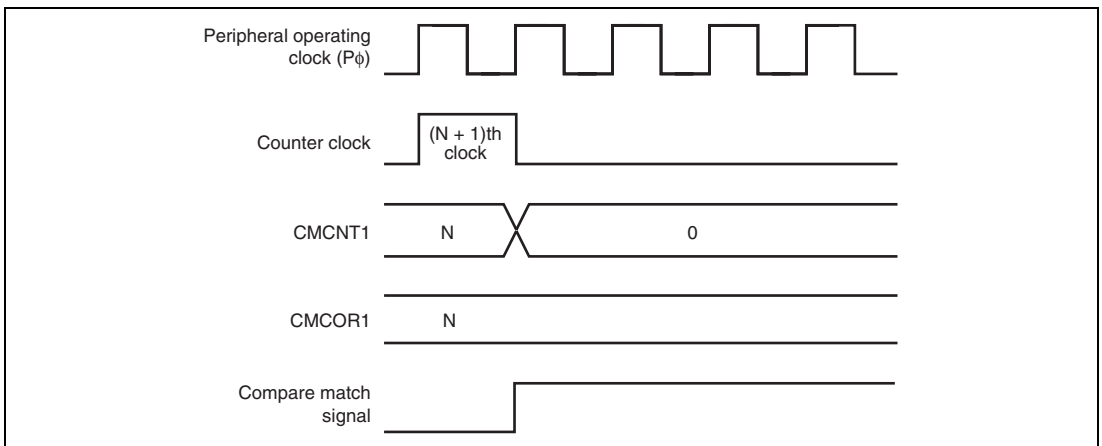 Peripheral operating
clock (Pϕ)
Counter clock
(N + 1)th
clock
CMCNT1
N
0
CMCOR1
N
Compare match
signal